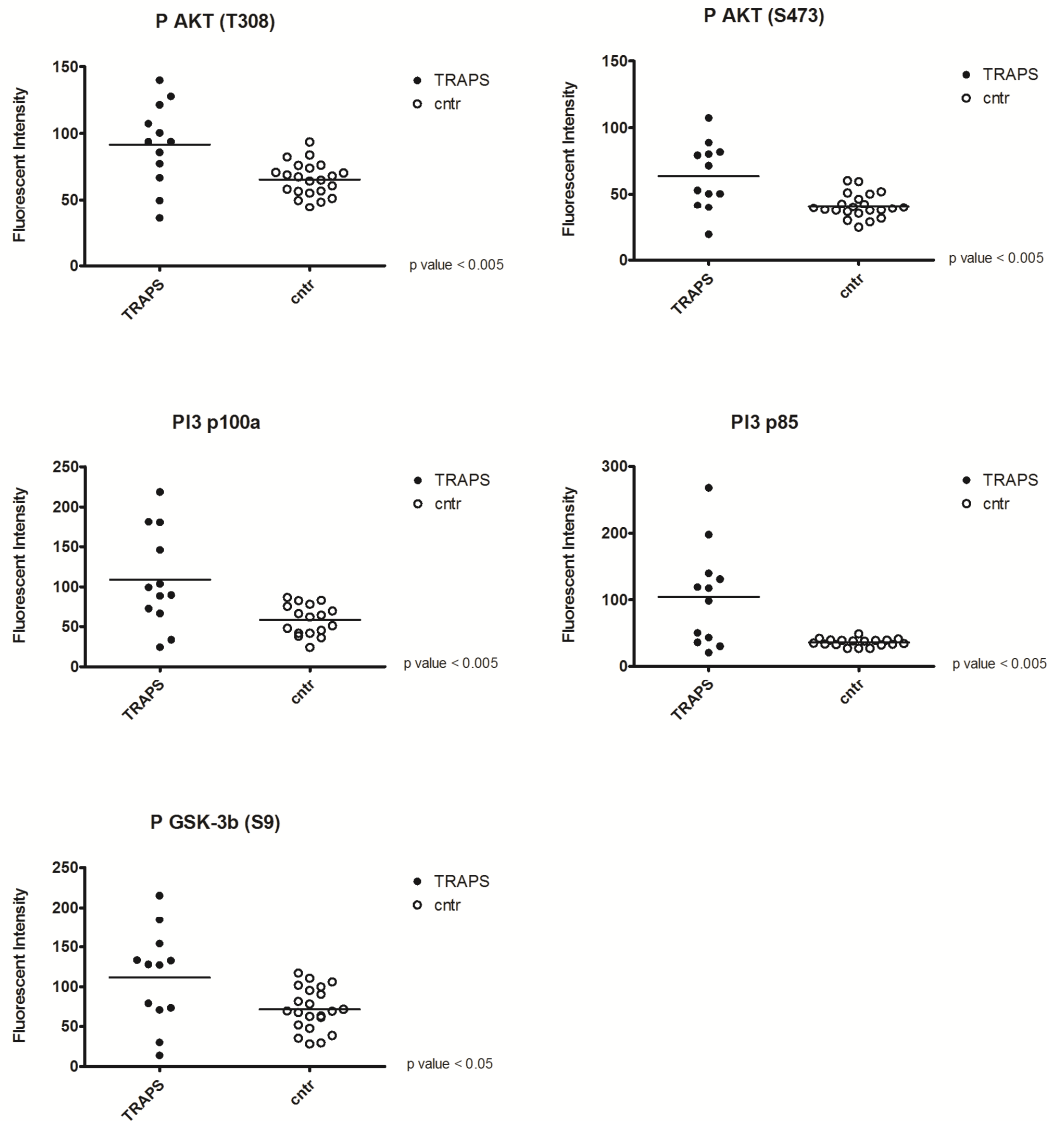 P AKT (T308)
150
100
50
0
Fluorescent Intensity
TRAPS
cntr
TRAPS
cntr
p value < 0.005
P AKT (S473)
150
100
50
0
Fluorescent Intensity
TRAPS
cntr
TRAPS
cntr
p value < 0.005
PI3 p100a
250
200
150
100
50
0
Fluorescent Intensity
TRAPS
cntr
TRAPS
cntr
p value < 0.005
PI3 p85
300
200
100
0
Fluorescent Intensity
TRAPS
cntr
TRAPS
cntr
p value < 0.005
P GSK-3b (S9)
250
200
150
100
50
0
Fluorescent Intensity
TRAPS
cntr
TRAPS
cntr
p value < 0.05